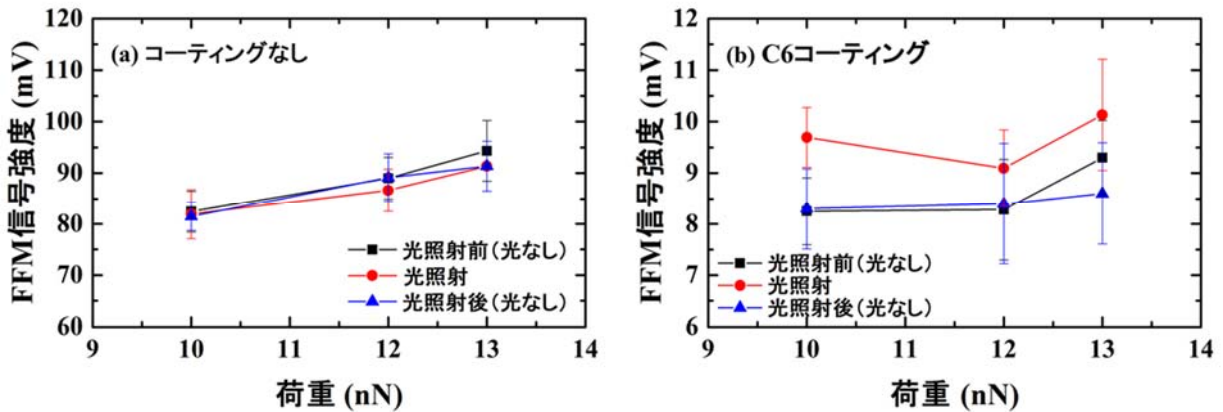 FFM信号強度 (mV)
120
110
100
90
80
70
60
(a) コーティングなし
光照射前(光なし)
光照射
光照射後(光なし)
9
10
11
12
13
14
荷重 (nN)
FFM信号強度 (mV)
12
11
10
9
8
7
6
(b) C6コーティング
光照射前(光なし)
光照射
光照射後(光なし)
9
10
11
12
13
14
荷重 (nN)